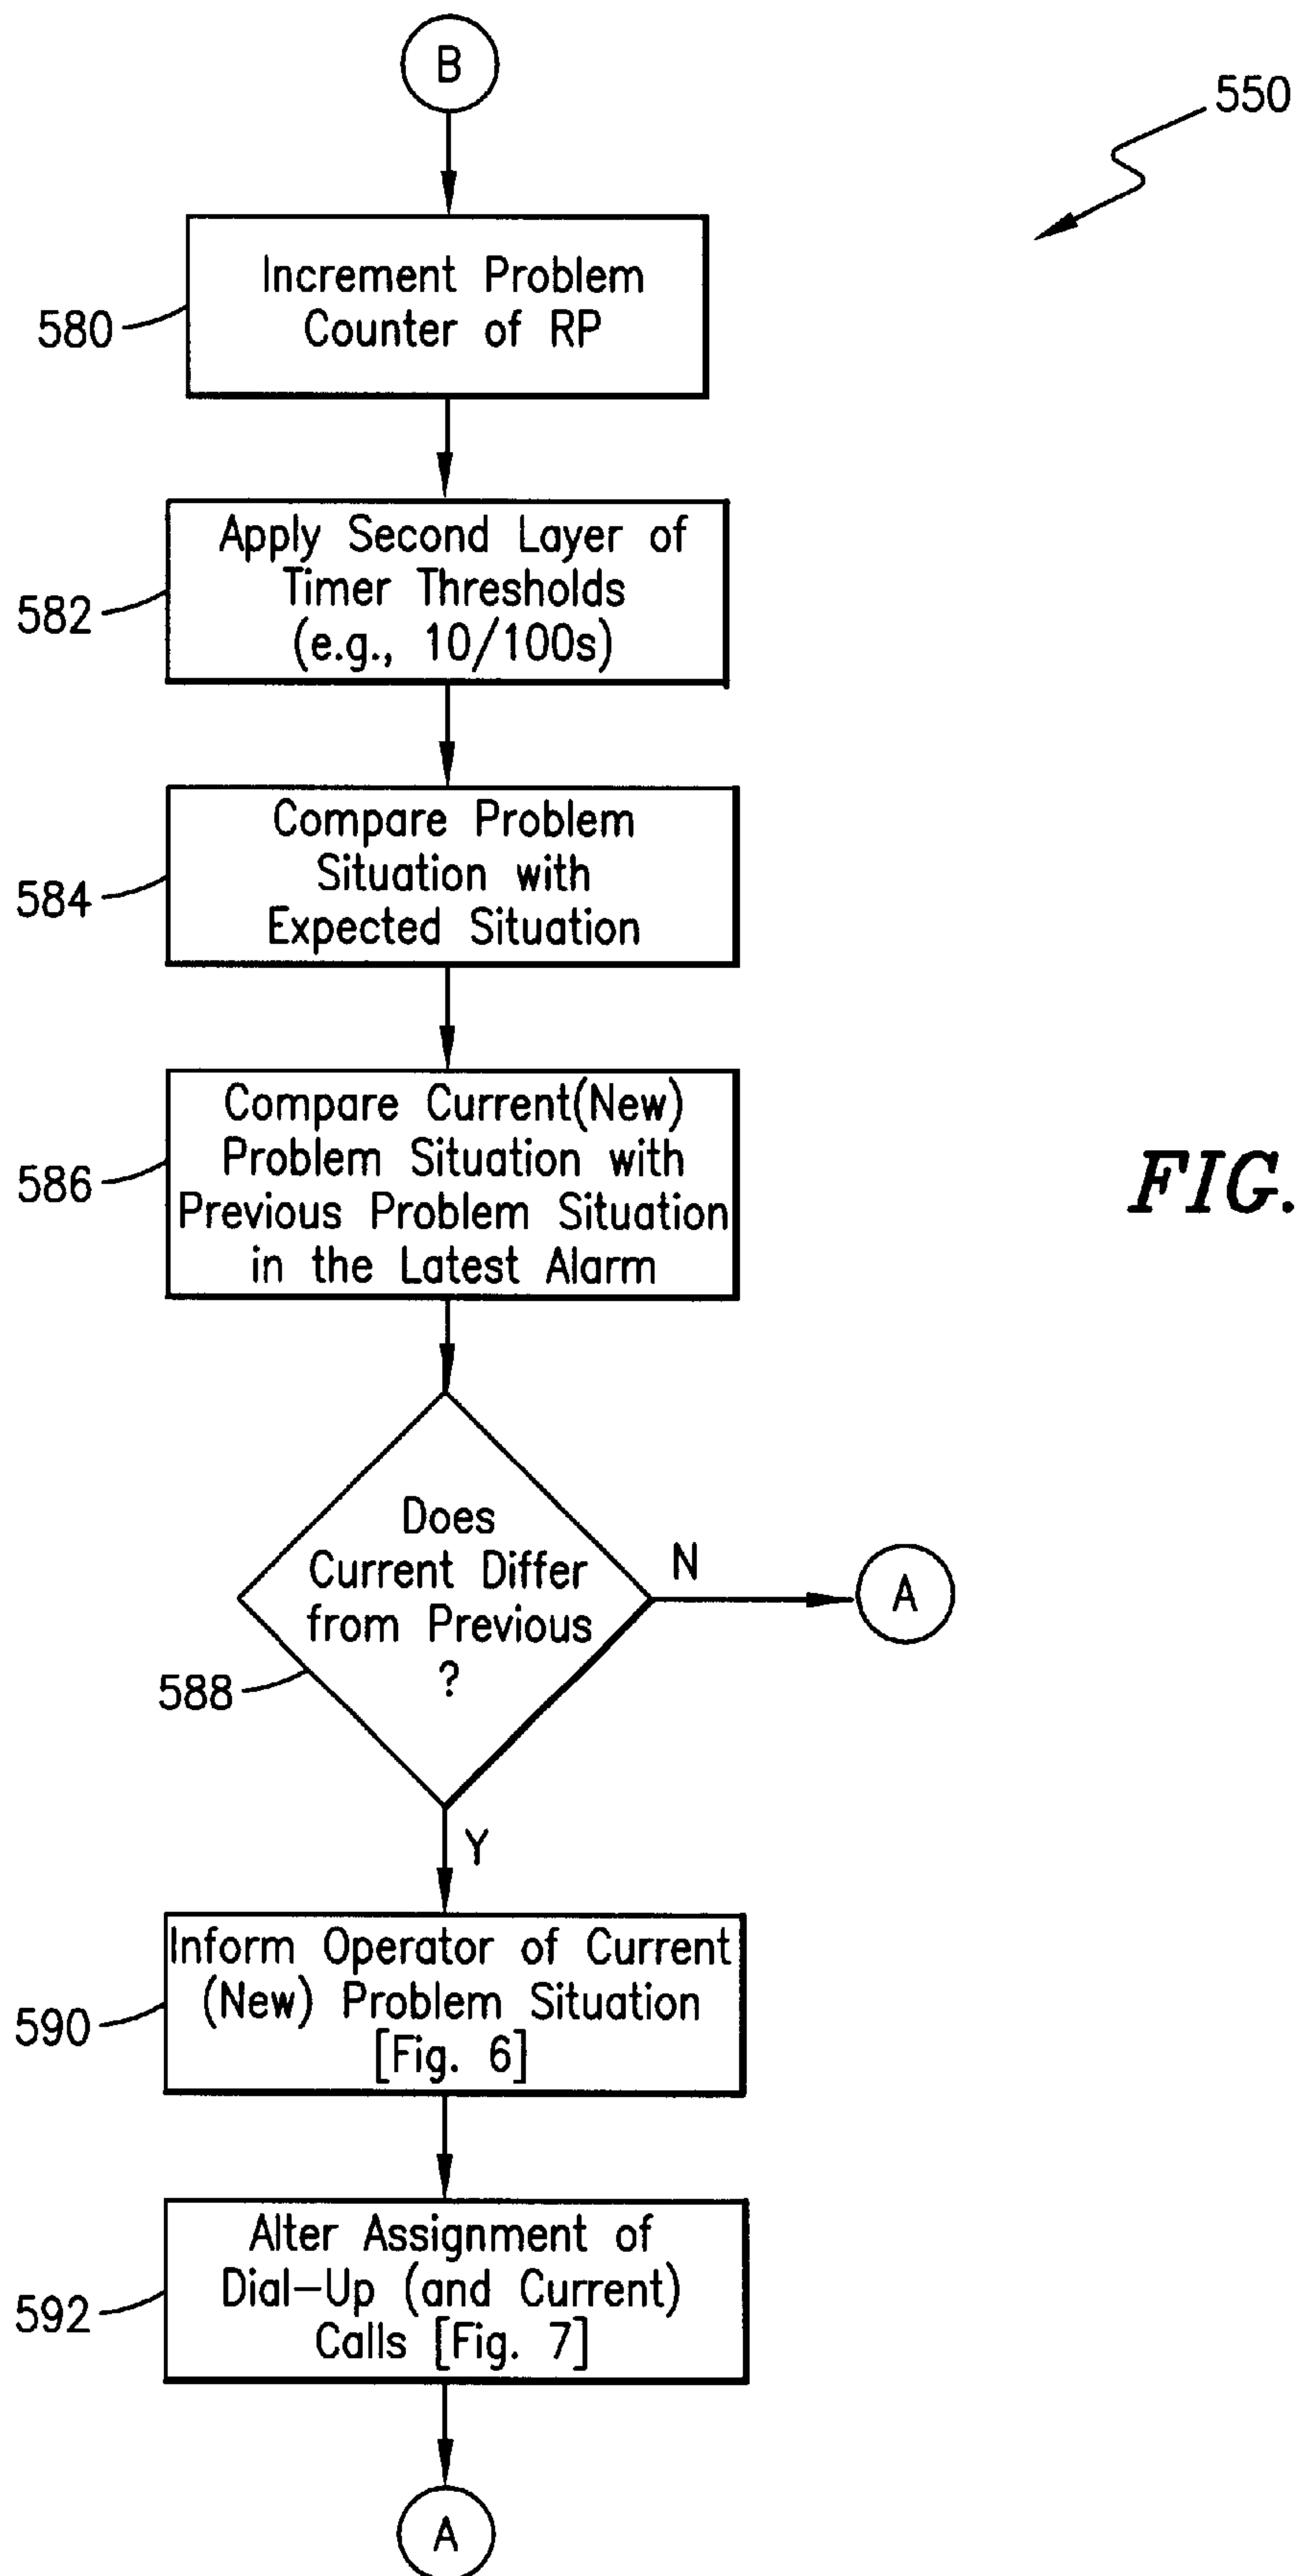 B
550
Increment Problem
Counter of RP
580
Apply Second Layer of
Timer Thresholds
(e.g., 10/100s)
582
Compare Problem
Situation with
Expected Situation
584
Compare Current(New)
Problem Situation with
Previous Problem Situation
in the Latest Alarm
586
FIG.
Does
Current Differ
from Previous
?
588
N
A
Y
Inform Operator of Current
(New) Problem Situation
[Fig. 6]
590
Alter Assignment of
Dial-Up (and Current)
Calls [Fig. 7]
592
A